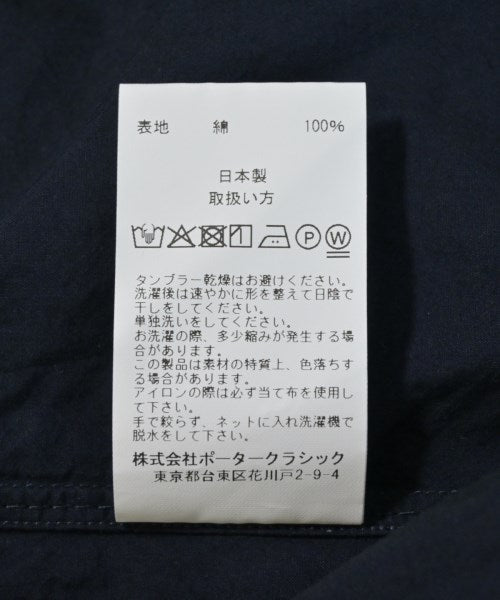 表地 綿 100%
日本製
取扱い方
P W
タンブラー乾燥はお避けください。
洗濯後は速やかに形を整えて日陰で
干しをしてください。
単独洗いをしてください。
お洗濯の際、多少縮みが発生する場
合があります。
この製品は素材の特質上、色落ちす
る場合があります。
アイロンの際は必ず当て布を使用し
て下さい。
手で絞らず、ネットに入れ洗濯機で
脱水をして下さい。
株式会社ポータークラシック
東京都台東区花川戸2-9-4